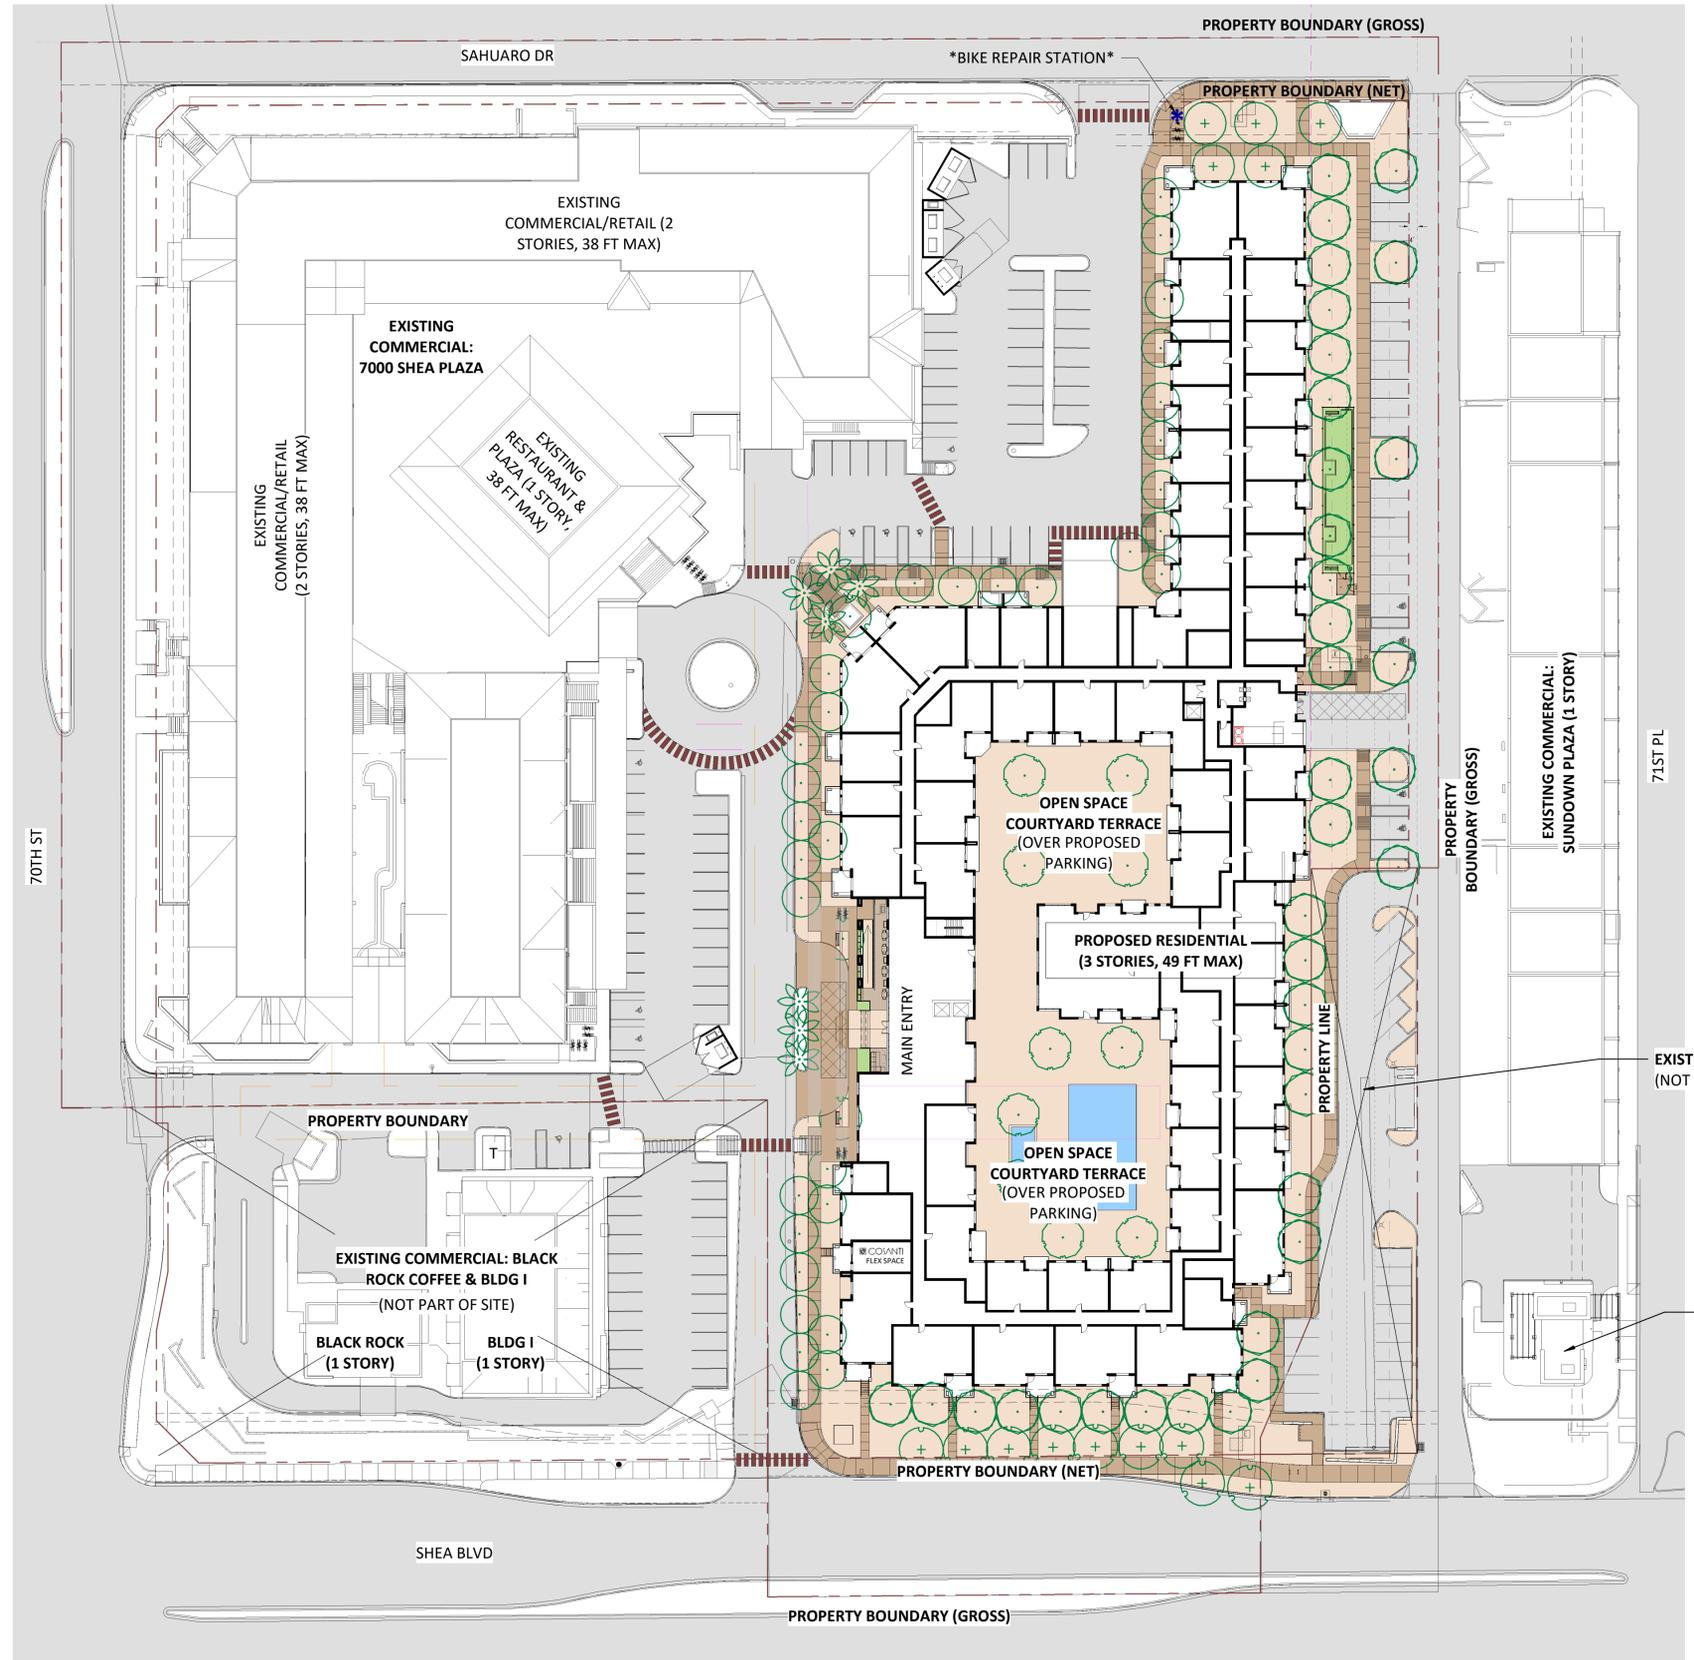 PROPERTY BOUNDARY (GROSS)
SAHUARO DR
*BIKE REPAIR STATION*
PROPERTY BOUNDARY (NET)
*
EXISTING
COMMERCIAL/RETAIL (2
STORIES, 38 FT MAX)
EXISTING
COMMERCIAL:
7000 SHEA PLAZA
EXISTING
RESTAURANT &
PLAZA (1 STORY,
38 FT MAX)
EXISTING
COMMERCIAL/RETAIL
(2 STORIES, 38 FT MAX)
70TH ST
OPEN SPACE
COURTYARD TERRACE
(OVER PROPOSED
PARKING)
PROPERTY
BOUNDARY (GROSS)
EXISTING COMMERCIAL:
SUNDOWN PLAZA (1 STORY)
71ST PL
PROPOSED RESIDENTIAL
(3 STORIES, 49 FT MAX)
MAIN ENTRY
PROPERTY LINE
EXIST
(NOT
PROPERTY BOUNDARY
T
OPEN SPACE
COURTYARD TERRACE
(OVER PROPOSED
PARKING)
COSANTI
FLEX SPACE
EXISTING COMMERCIAL: BLACK
ROCK COFFEE & BLDG I
(NOT PART OF SITE)
BLACK ROCK
(1 STORY)
BLDG I
(1 STORY)
PROPERTY BOUNDARY (NET)
SHEA BLVD
PROPERTY BOUNDARY (GROSS)